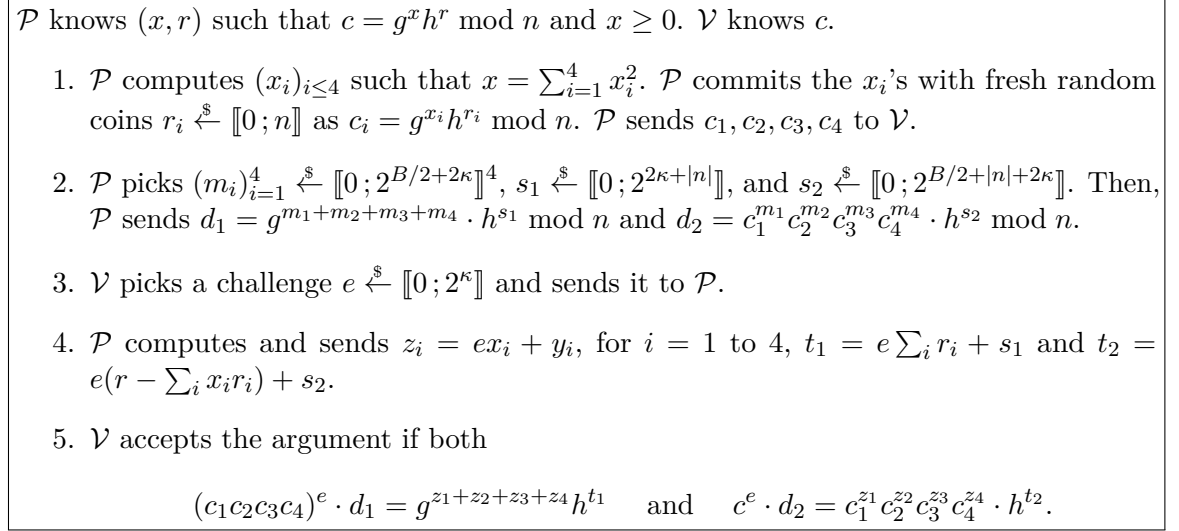 𝒫 knows (x, r) such that c = g^x h^r mod n and x ≥ 0. 𝒱 knows c.
1. 𝒫 computes (x_i)_{i≤4} such that x = ∑_{i=1}^4 x_i^2. 𝒫 commits the x_i's with fresh random
coins r_i ←$ ⟦0 ; n⟧ as c_i = g^{x_i} h^{r_i} mod n. 𝒫 sends c_1, c_2, c_3, c_4 to 𝒱.
2. 𝒫 picks (m_i)_{i=1}^4 ←$ ⟦0 ; 2^{B/2+2κ}⟧^4, s_1 ←$ ⟦0 ; 2^{2κ+|n|}⟧, and s_2 ←$ ⟦0 ; 2^{B/2+|n|+2κ}⟧. Then,
𝒫 sends d_1 = g^{m_1+m_2+m_3+m_4} · h^{s_1} mod n and d_2 = c_1^{m_1} c_2^{m_2} c_3^{m_3} c_4^{m_4} · h^{s_2} mod n.
3. 𝒱 picks a challenge e ←$ ⟦0 ; 2^κ⟧ and sends it to 𝒫.
4. 𝒫 computes and sends z_i = ex_i + y_i, for i = 1 to 4, t_1 = e ∑_i r_i + s_1 and t_2 =
e(r − ∑_i x_i r_i) + s_2.
5. 𝒱 accepts the argument if both
(c_1 c_2 c_3 c_4)^e · d_1 = g^{z_1+z_2+z_3+z_4} h^{t_1} and c^e · d_2 = c_1^{z_1} c_2^{z_2} c_3^{z_3} c_4^{z_4} · h^{t_2}.